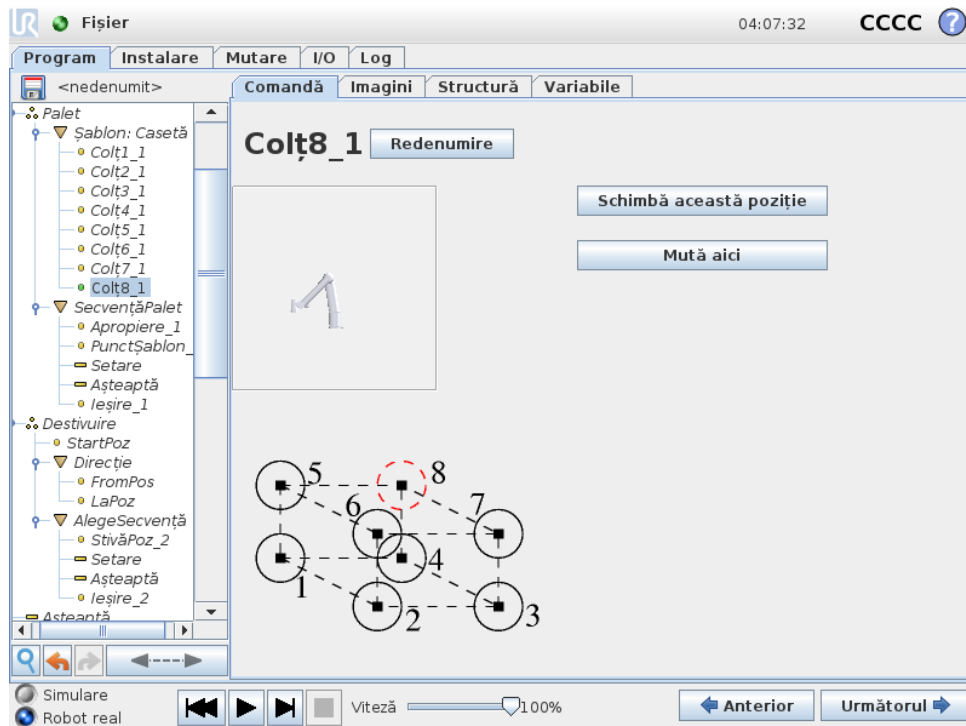 UR Fișier 04:07:32 CCCC ?
Program Instalare Mutare I/O Log
<nedenumit>
Comandă Imagini Structură Variabile
Palet
Șablon: Casetă
Colț1_1
Colț2_1
Colț3_1
Colț4_1
Colț5_1
Colț6_1
Colț7_1
Colț8_1
SecvențăPalet
Apropiere_1
PunctȘablon_
Setare
Așteaptă
Ieșire_1
Destivuire
StartPoz
Direcție
FromPos
LaPoz
AlegeSecvență
StivăPoz_2
Setare
Așteaptă
Ieșire_2
Așteaptă
Colț8_1 Redenumire
Schimbă această poziție
Mută aici
5 8
6 7
4
1
2 3
Simulare
Robot real
Viteză 100%
Anterior Următorul